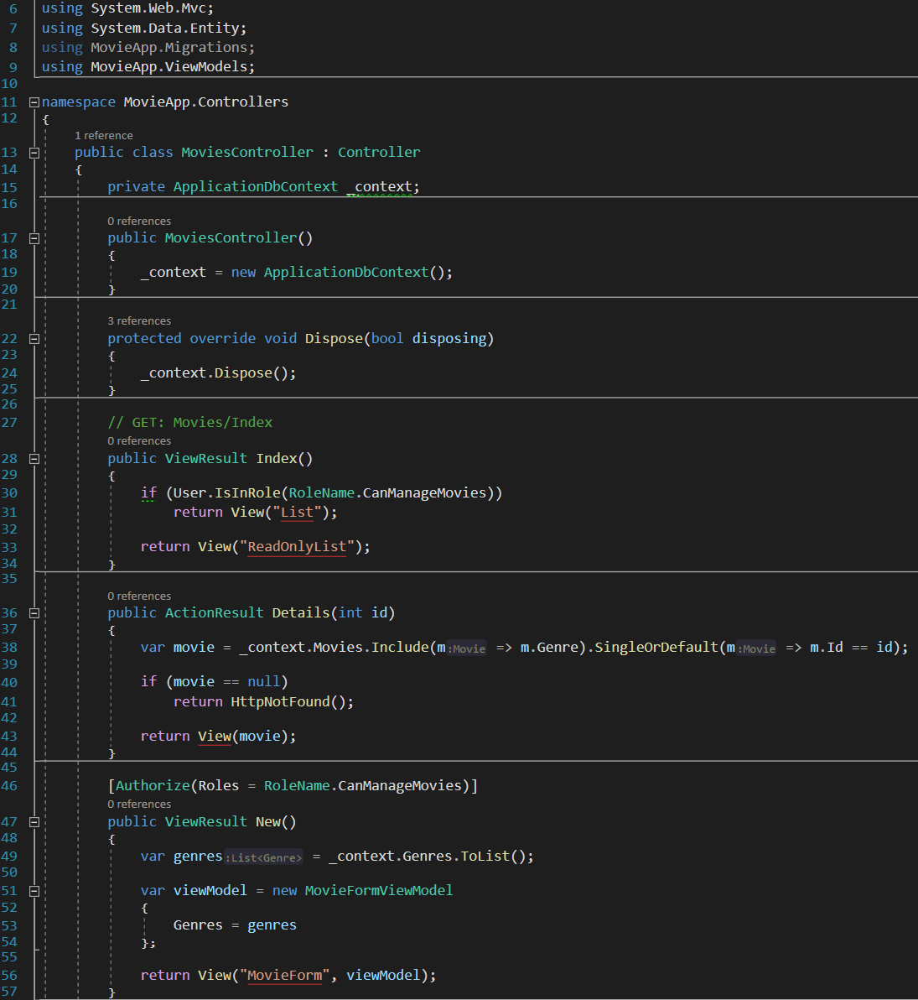 6 using System.Web.Mvc;
7 using System.Data.Entity;
8 using MovieApp.Migrations;
9 using MovieApp.ViewModels;
10
11 namespace MovieApp.Controllers
12 {
1 reference
13 public class MoviesController : Controller
14 {
15 private ApplicationDbContext _context;
16
0 references
17 public MoviesController()
18 {
19 _context = new ApplicationDbContext();
20 }
21
3 references
22 protected override void Dispose(bool disposing)
23 {
24 _context.Dispose();
25 }
26
27 // GET: Movies/Index
0 references
28 public ViewResult Index()
29 {
30 if (User.IsInRole(RoleName.CanManageMovies))
31 return View("List");
32
33 return View("ReadOnlyList");
34 }
35
0 references
36 public ActionResult Details(int id)
37 {
38 var movie = _context.Movies.Include(m:Movie => m.Genre).SingleOrDefault(m:Movie => m.Id == id);
39
40 if (movie == null)
41 return HttpNotFound();
42
43 return View(movie);
44 }
45
46 [Authorize(Roles = RoleName.CanManageMovies)]
0 references
47 public ViewResult New()
48 {
49 var genres:List<Genre> = _context.Genres.ToList();
50
51 var viewModel = new MovieFormViewModel
52 {
53 Genres = genres
54 };
55
56 return View("MovieForm", viewModel);
57 }